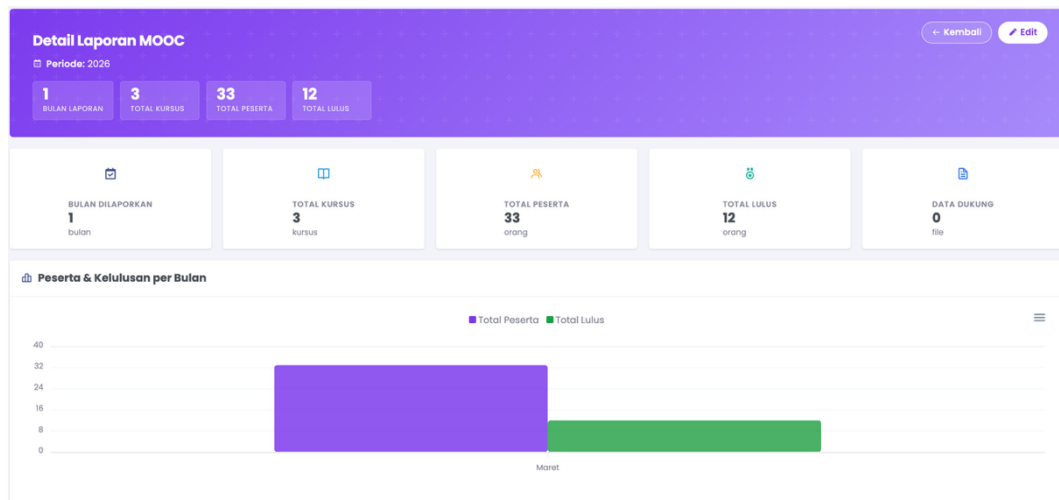 Detail Laporan MOOC
← Kembali
Edit
Periode: 2026
1
BULAN LAPORAN
3
TOTAL KURSUS
33
TOTAL PESERTA
12
TOTAL LULUS
BULAN DILAPORKAN
1
bulan
TOTAL KURSUS
3
kursus
TOTAL PESERTA
33
orang
TOTAL LULUS
12
orang
DATA DUKUNG
0
file
Peserta & Kelulusan per Bulan
Total Peserta Total Lulus
40
32
24
16
8
0
Maret